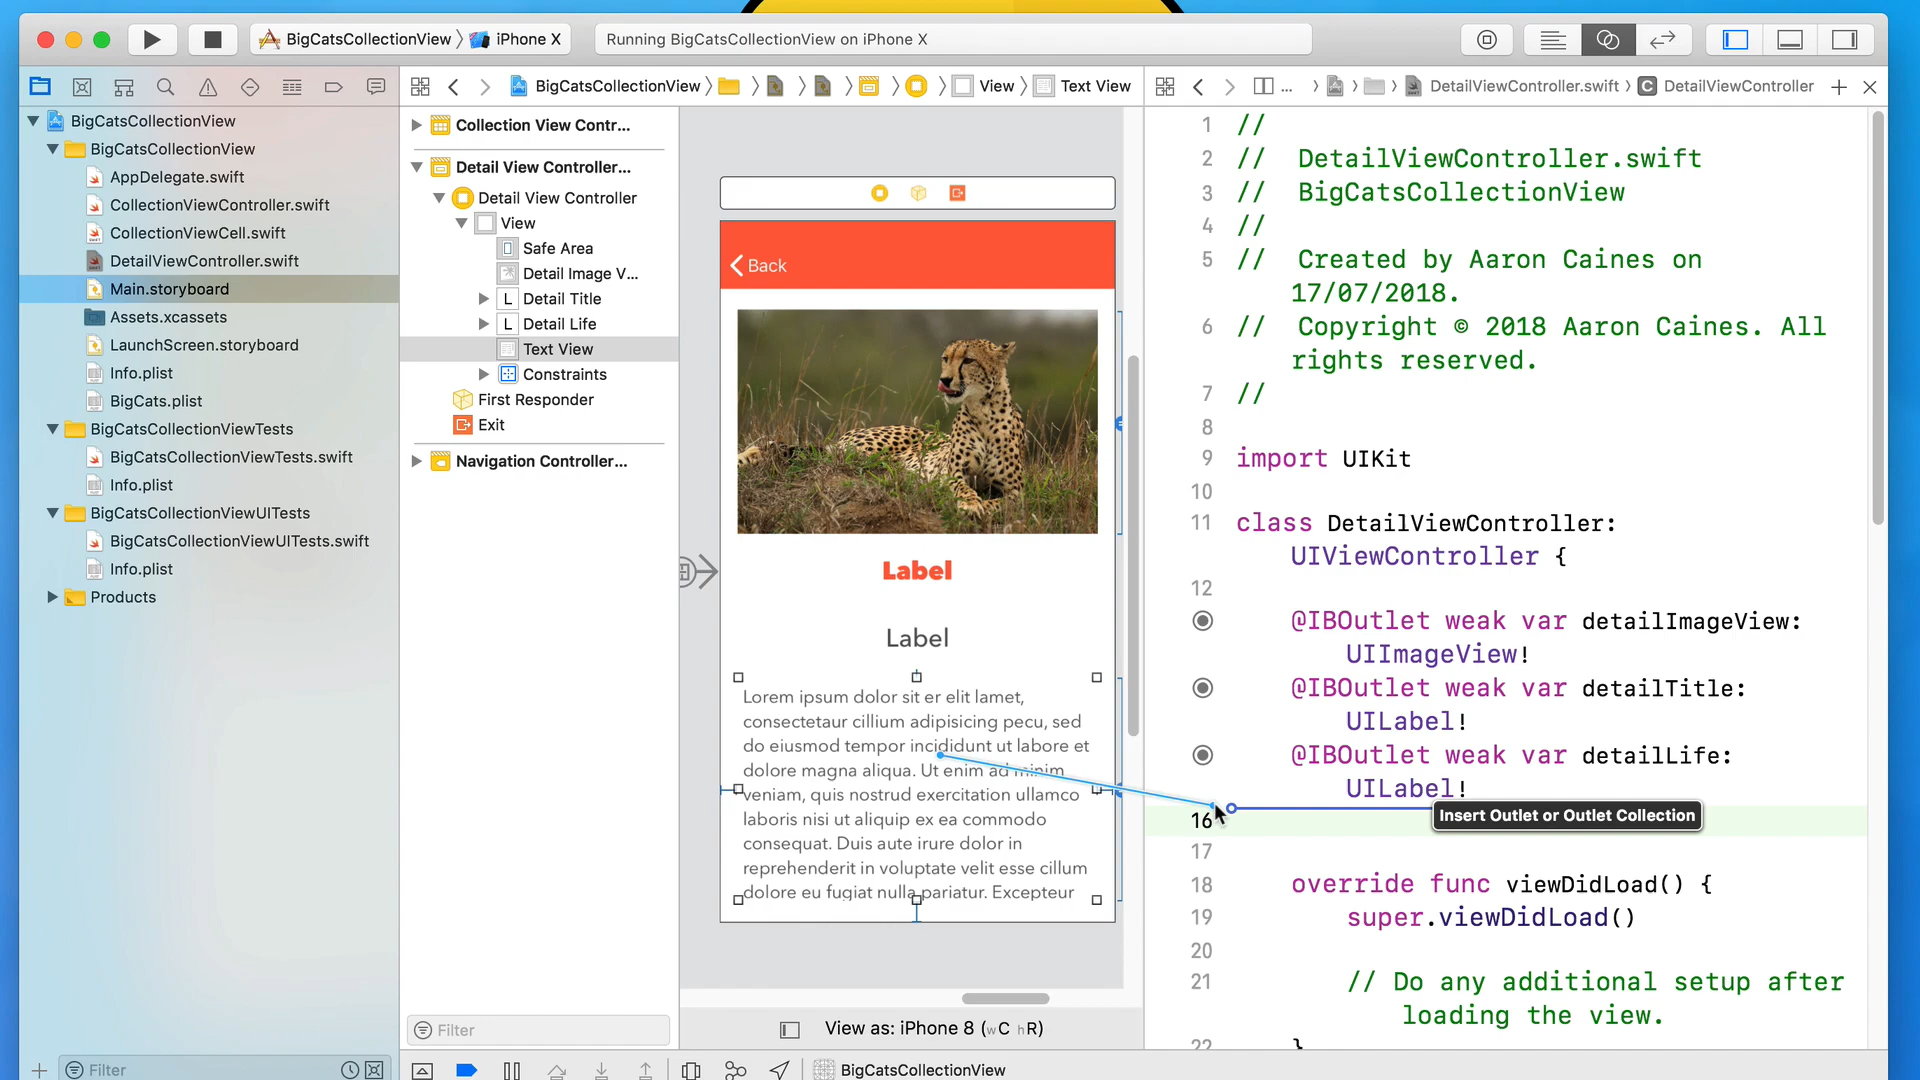 BigCatsCollectionView
iPhone X
Running BigCatsCollectionView on iPhone X
BigCatsCollectionView
View
Text View
...
DetailViewController.swift
C
DetailViewController
BigCatsCollectionView
BigCatsCollectionView
AppDelegate.swift
CollectionViewController.swift
CollectionViewCell.swift
DetailViewController.swift
Main.storyboard
Assets.xcassets
LaunchScreen.storyboard
Info.plist
BigCats.plist
BigCatsCollectionViewTests
BigCatsCollectionViewTests.swift
Info.plist
BigCatsCollectionViewUITests
BigCatsCollectionViewUITests.swift
Info.plist
Products
Filter
Collection View Contr...
Detail View Controller...
Detail View Controller
View
Safe Area
Detail Image V...
L Detail Title
L Detail Life
Text View
Constraints
First Responder
Exit
Navigation Controller...
Filter
Back
Label
Label
Lorem ipsum dolor sit er elit lamet,
consectetaur cillium adipisicing pecu, sed
do eiusmod tempor incididunt ut labore et
dolore magna aliqua. Ut enim ad minim
veniam, quis nostrud exercitation ullamco
laboris nisi ut aliquip ex ea commodo
consequat. Duis aute irure dolor in
reprehenderit in voluptate velit esse cillum
dolore eu fugiat nulla pariatur. Excepteur
View as: iPhone 8 (wC hR)
BigCatsCollectionView
1 //
2 // DetailViewController.swift
3 // BigCatsCollectionView
4 //
5 // Created by Aaron Caines on
17/07/2018.
6 // Copyright © 2018 Aaron Caines. All
rights reserved.
7 //
8
9 import UIKit
10
11 class DetailViewController:
UIViewController {
12
@IBOutlet weak var detailImageView:
UIImageView!
@IBOutlet weak var detailTitle:
UILabel!
@IBOutlet weak var detailLife:
UILabel!
Insert Outlet or Outlet Collection
16
17
18 override func viewDidLoad() {
19 super.viewDidLoad()
20
21 // Do any additional setup after
loading the view.
22 }